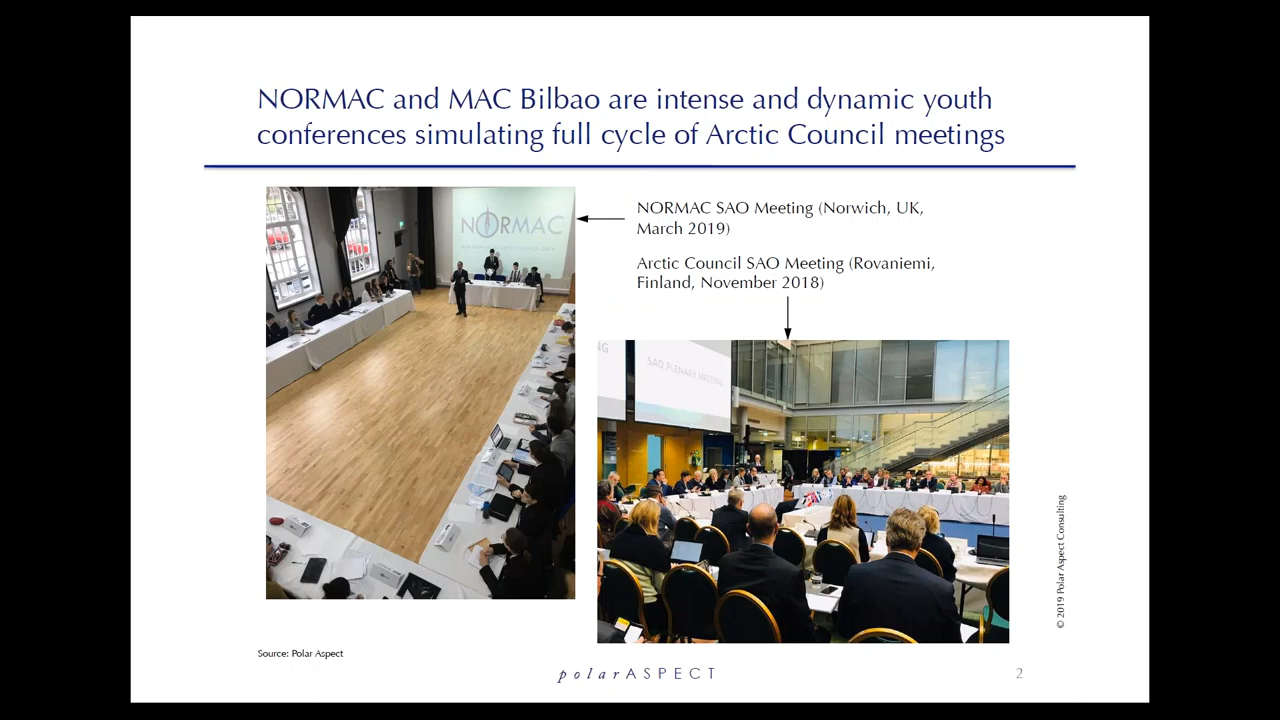 NORMAC and MAC Bilbao are intense and dynamic youth
conferences simulating full cycle of Arctic Council meetings
NORMAC SAO Meeting (Norwich, UK,
March 2019)
Arctic Council SAO Meeting (Rovaniemi,
Finland, November 2018)
NORMAC
NG
SAO PLENARY MEETING
© 2019 Polar Aspect Consulting
Source: Polar Aspect
polarASPECT
2